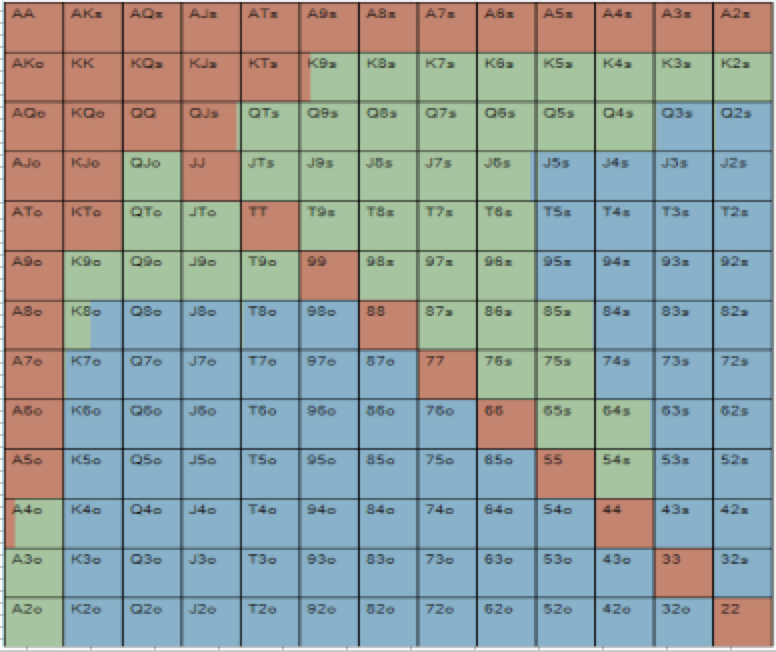 AA AKs AQs AJs ATs A9s A8s A7s A6s A5s A4s A3s A2s
AKo KK KQs KJs KTs K9s K8s K7s K6s K5s K4s K3s K2s
AQo KQo QQ QJs QTs Q9s Q8s Q7s Q6s Q5s Q4s Q3s Q2s
AJo KJo QJo JJ JTs J9s J8s J7s J6s J5s J4s J3s J2s
ATo KTo QTo JTo TT T9s T8s T7s T6s T5s T4s T3s T2s
A9o K9o Q9o J9o T9o 99 98s 97s 96s 95s 94s 93s 92s
A8o K8o Q8o J8o T8o 98o 88 87s 86s 85s 84s 83s 82s
A7o K7o Q7o J7o T7o 97o 87o 77 76s 75s 74s 73s 72s
A6o K6o Q6o J6o T6o 96o 86o 76o 66 65s 64s 63s 62s
A5o K5o Q5o J5o T5o 95o 85o 75o 65o 55 54s 53s 52s
A4o K4o Q4o J4o T4o 94o 84o 74o 64o 54o 44 43s 42s
A3o K3o Q3o J3o T3o 93o 83o 73o 63o 53o 43o 33 32s
A2o K2o Q2o J2o T2o 92o 82o 72o 62o 52o 42o 32o 22